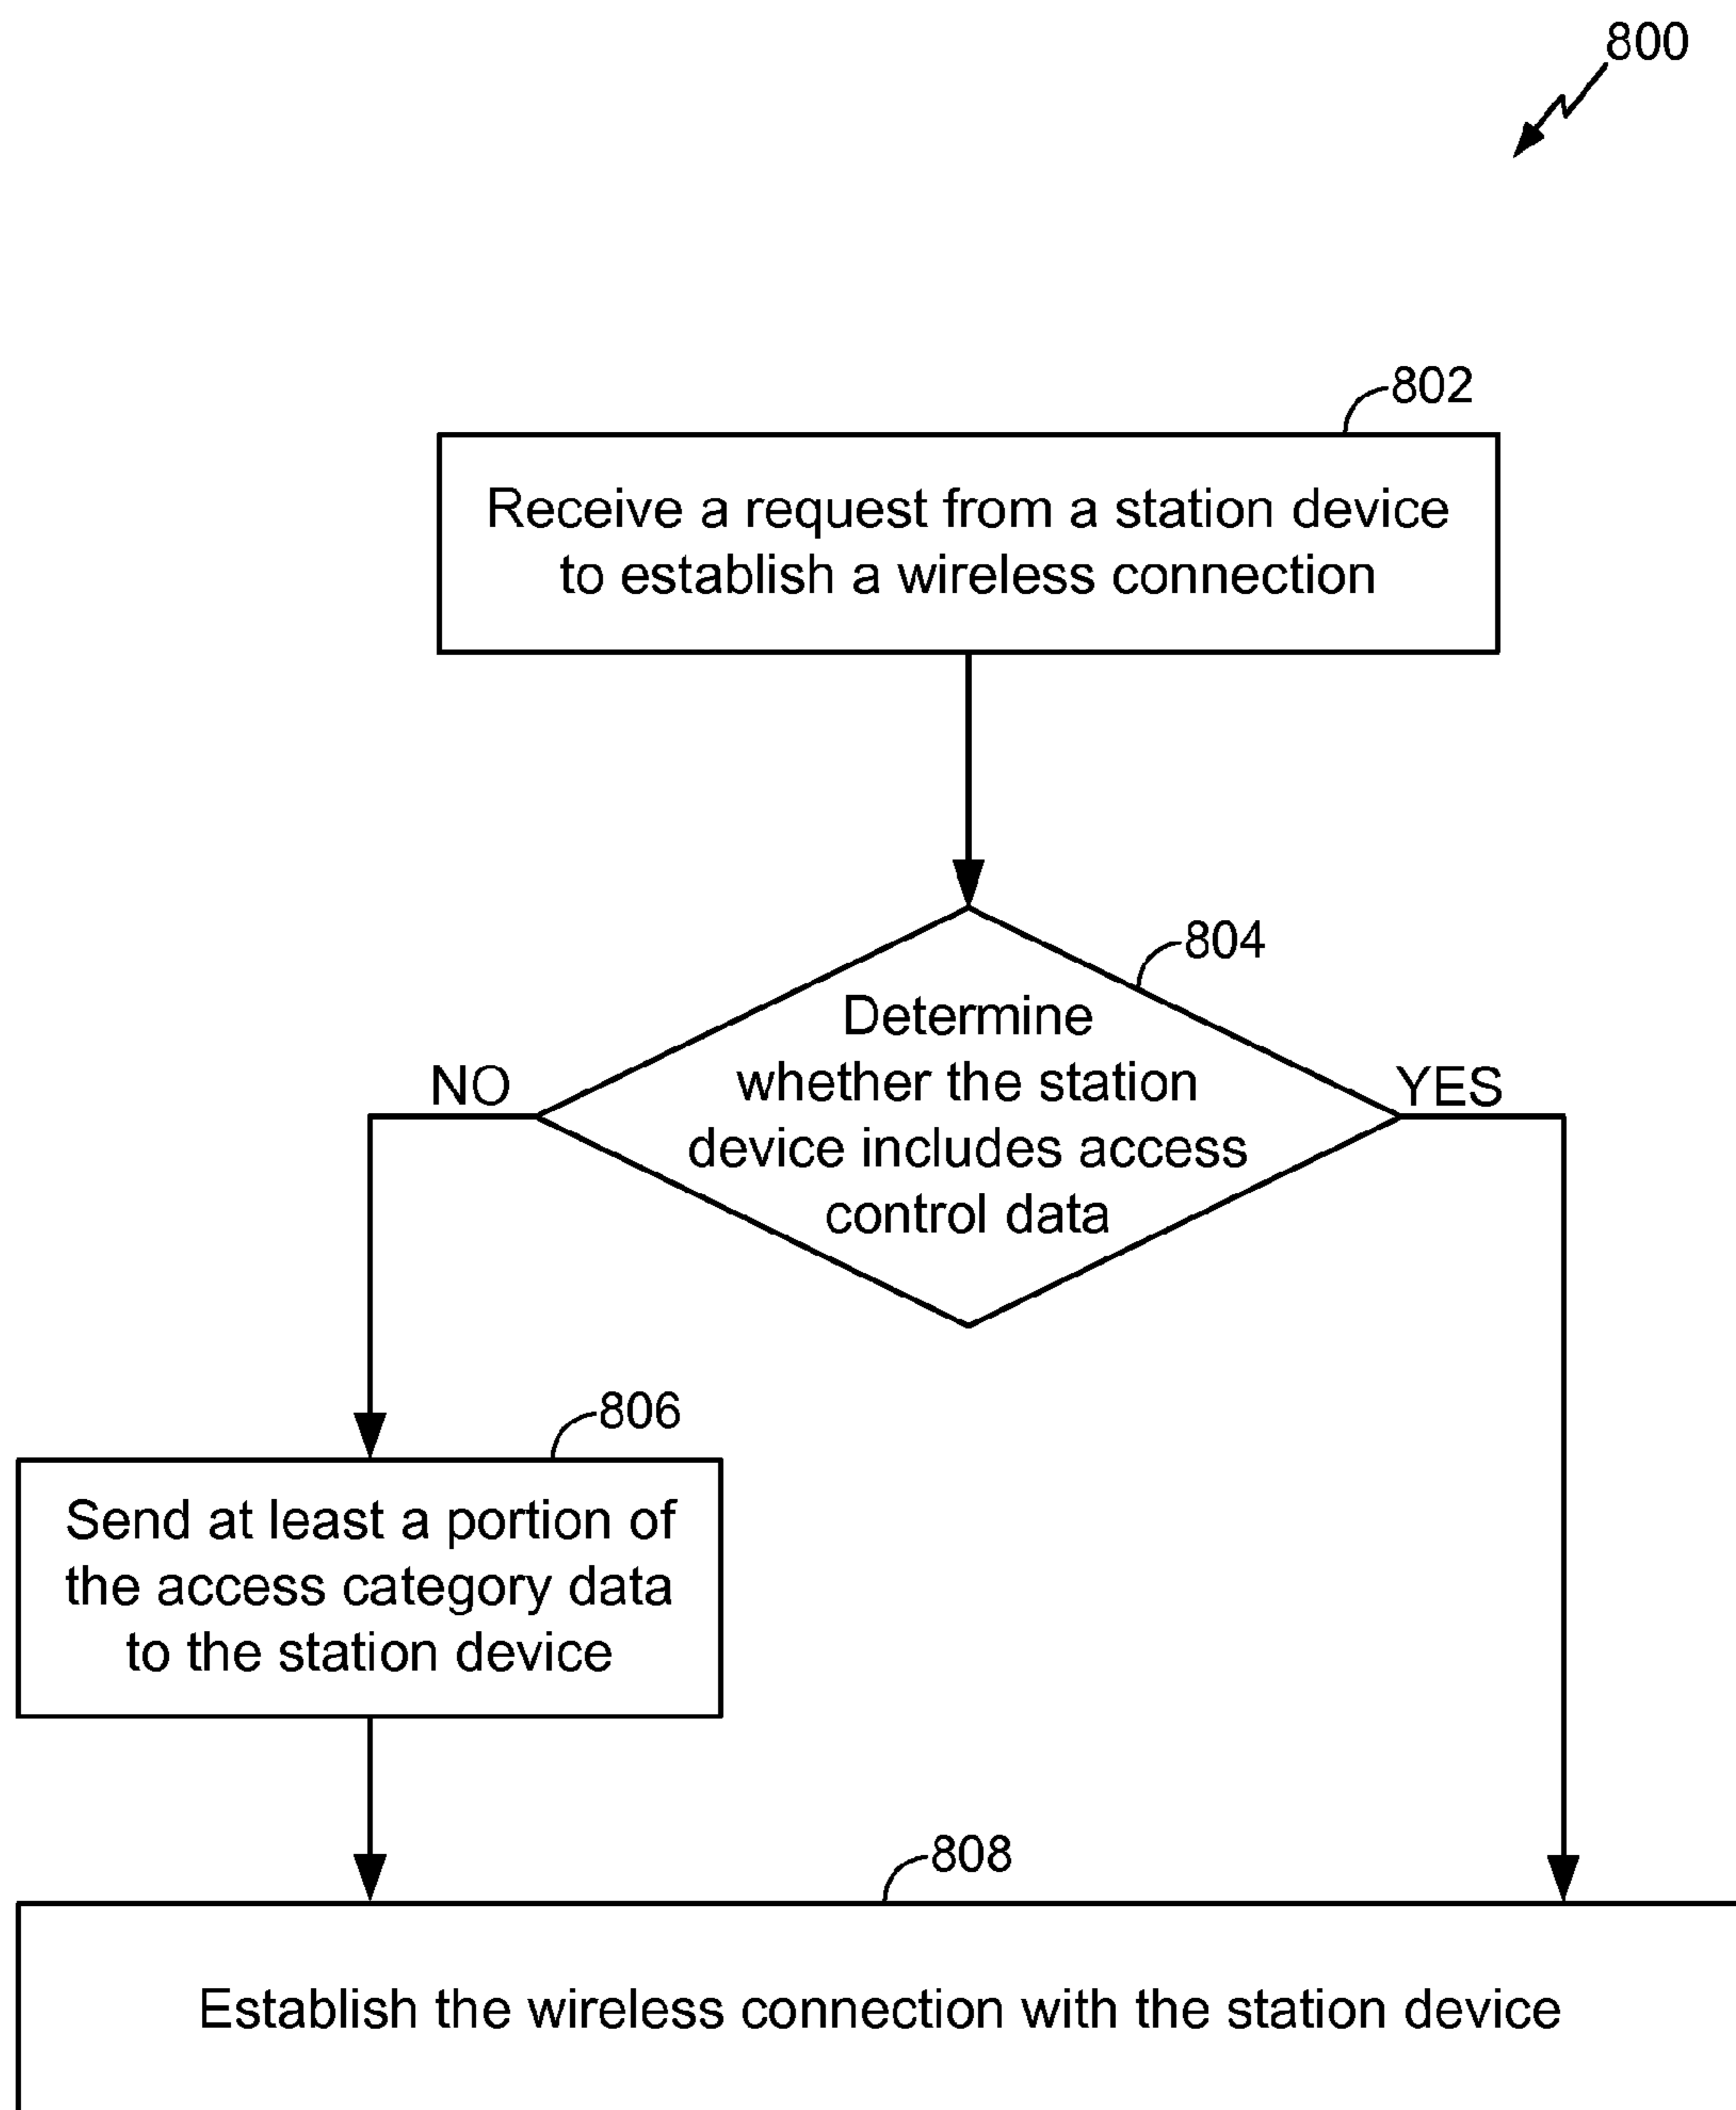 800
802
Receive a request from a station device
to establish a wireless connection
804
Determine
whether the station
device includes access
control data
NO
YES
806
Send at least a portion of
the access category data
to the station device
808
Establish the wireless connection with the station device